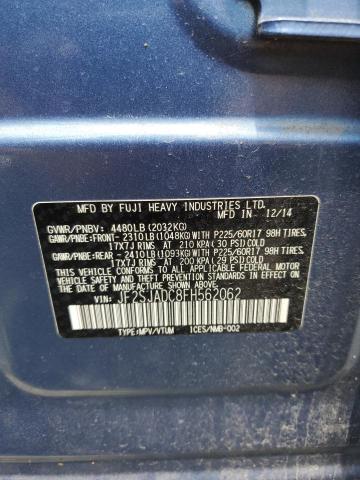 MFD BY FUJI HEAVY INDUSTRIES LTD.
MFD IN 12/14
GVWR/PNBV: 4480LB(2032KG)
GAWR/PNBE:FRONT- 2310LB(1048KG)WITH P225/60R17 98H TIRES,
17X7J RIMS AT 210 KPA( 30 PSI)COLD
GAWR/PNBE:REAR - 2410LB(1093KG)WITH P225/60R17 98H TIRES,
17X7J RIMS AT 200 KPA( 29 PSI)COLD
THIS VEHICLE CONFORMS TO ALL APPLICABLE FEDERAL MOTOR
VEHICLE SAFETY STANDARDS IN EFFECT ON THE DATE OF
MANUFACTURE SHOWN ABOVE.
VIN: JF2SJADC8FH562062
TYPE:MPV/VTUM ICES/NMB-002